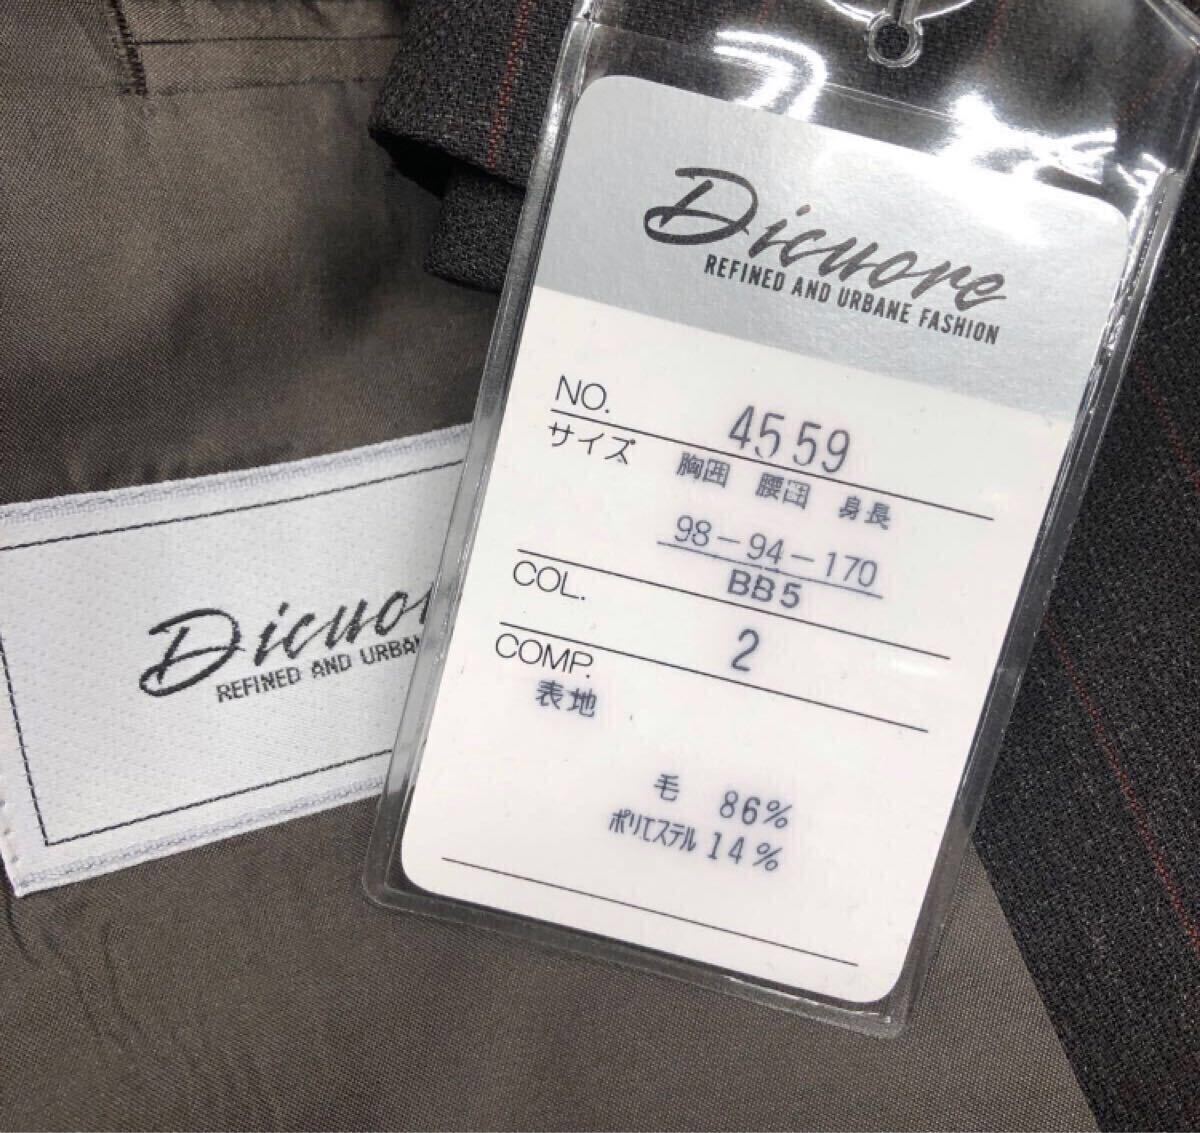 Dicuore
REFINED AND URBANE FASHION
NO. 4559
サイズ 胸囲 腰囲 身長
98-94-170
BB5
COL. 2
COMP.
表地
毛 86%
ポリエステル 14%
Dicuor
REFINED AND URBAN